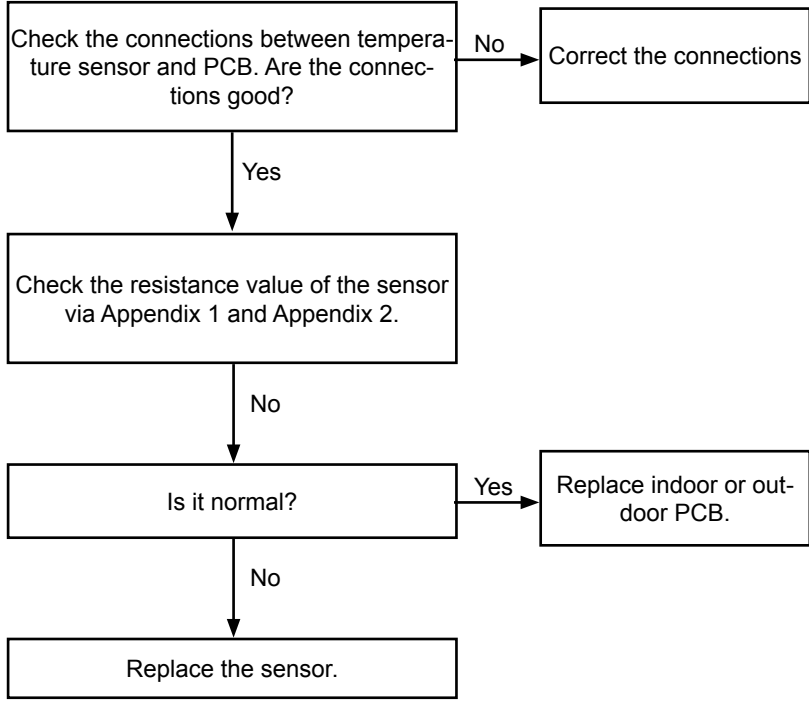 Check the connections between tempera-
ture sensor and PCB. Are the connec-
tions good?
No
Correct the connections
Yes
Check the resistance value of the sensor
via Appendix 1 and Appendix 2.
No
Is it normal?
Yes
Replace indoor or out-
door PCB.
No
Replace the sensor.